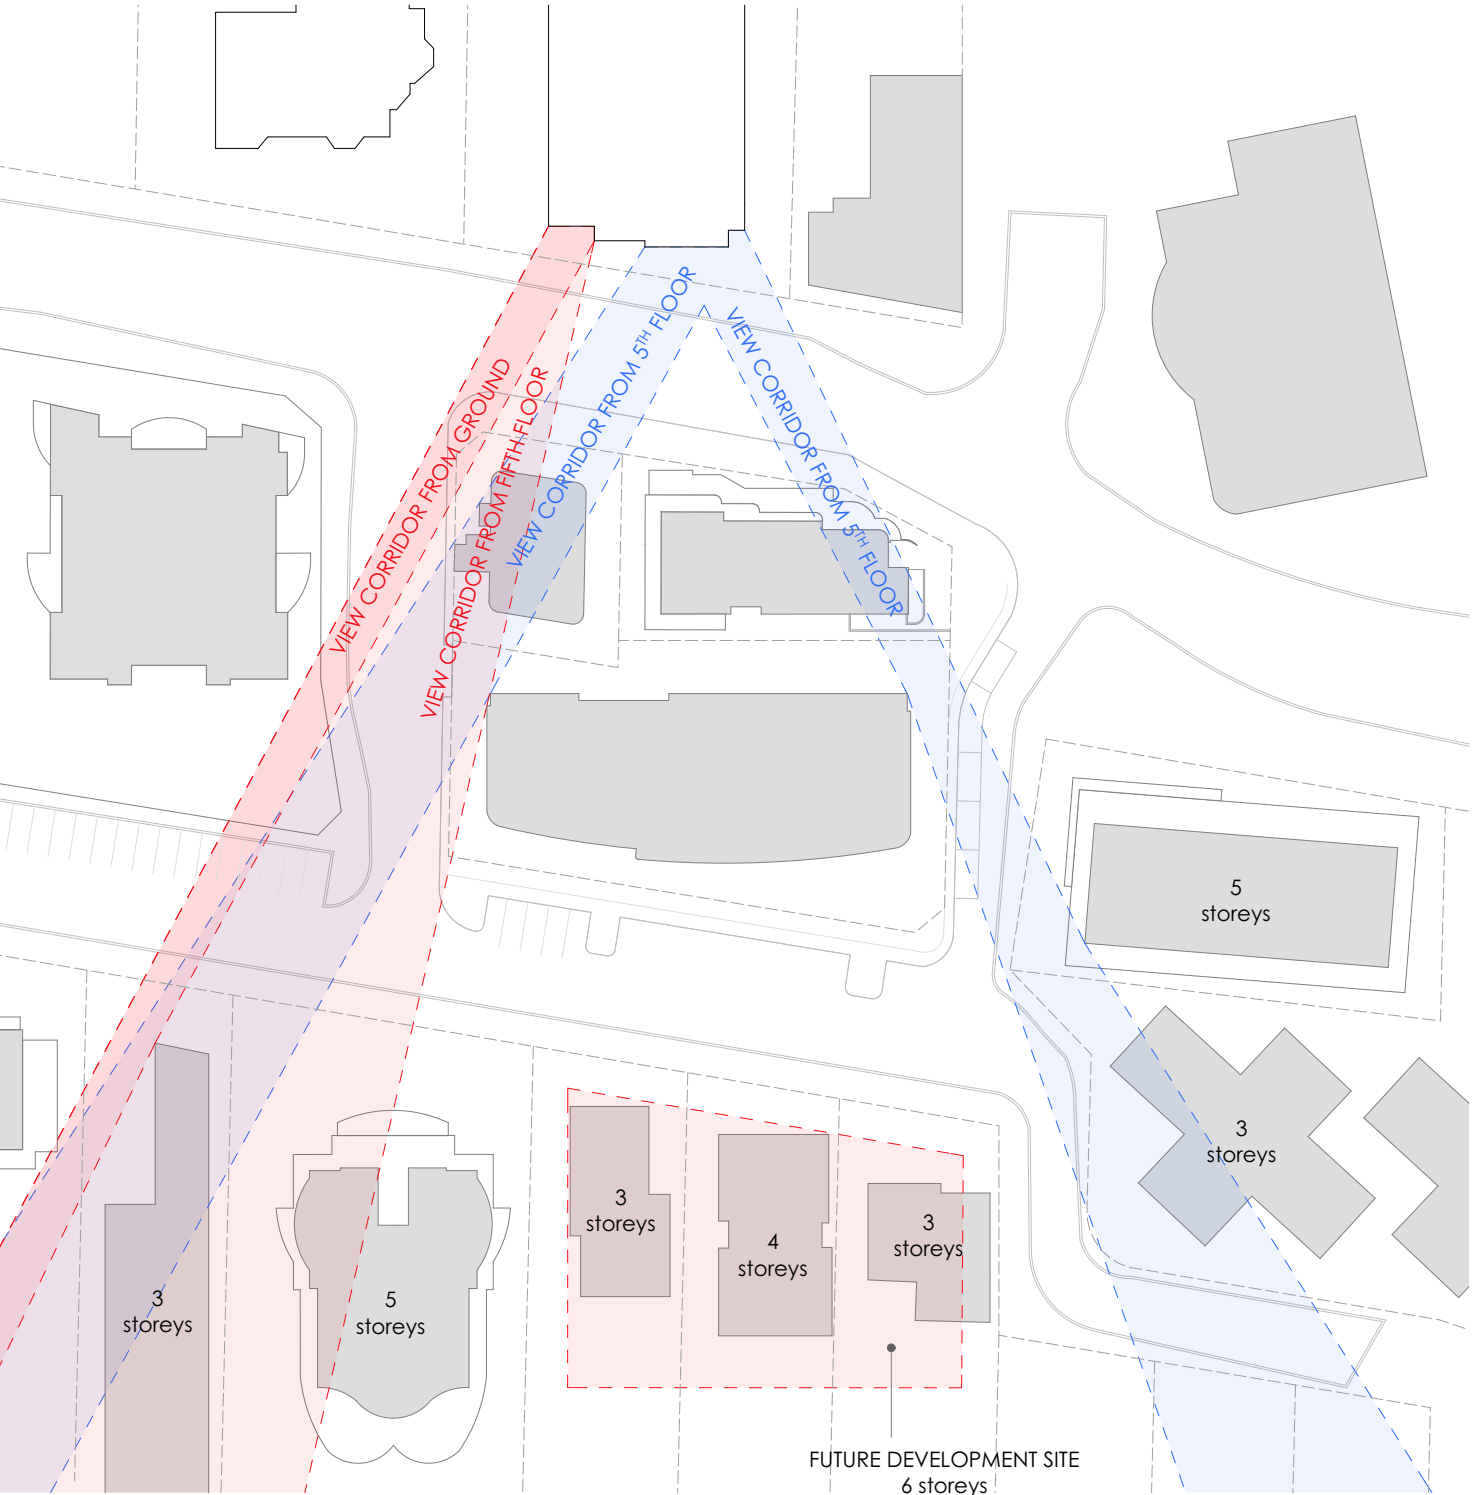 VIEW CORRIDOR FROM GROUND
VIEW CORRIDOR FROM FIFTH FLOOR
VIEW CORRIDOR FROM 5TH FLOOR
VIEW CORRIDOR FROM 5TH FLOOR
5
storeys
3
storeys
3
storeys
4
storeys
3
storeys
3
storeys
5
storeys
FUTURE DEVELOPMENT SITE
6 storeys